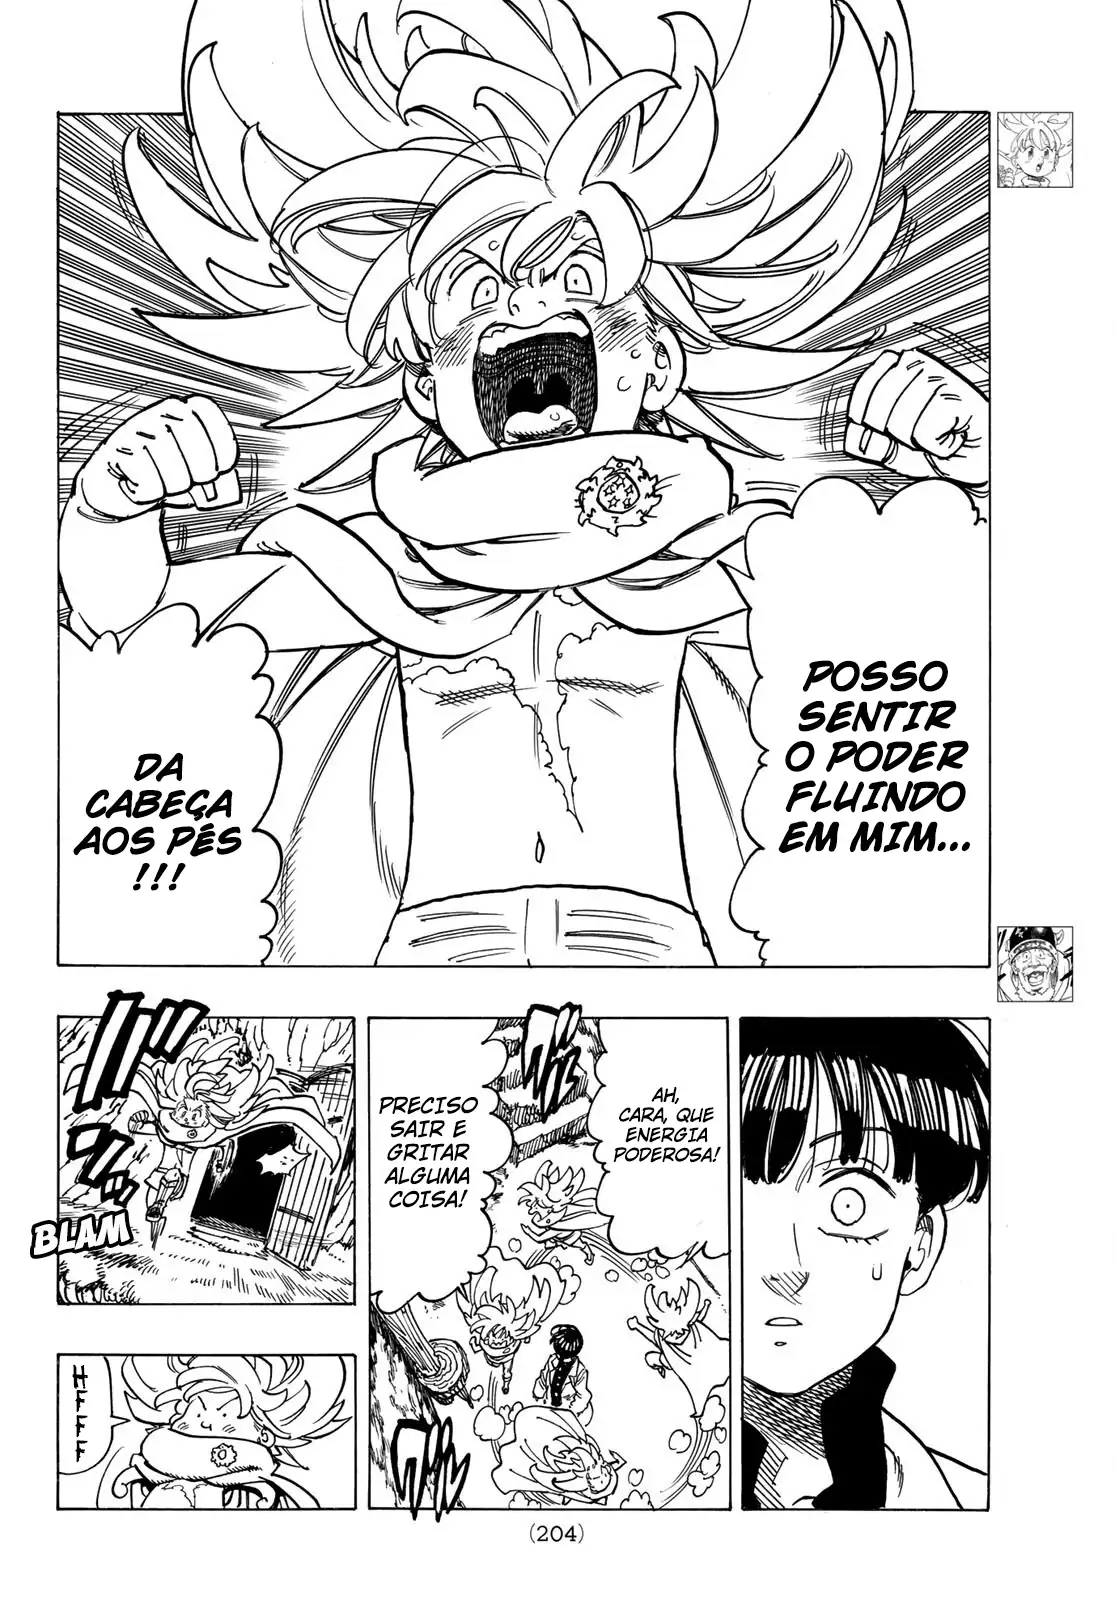 POSSO
SENTIR
O PODER
FLUINDO
EM MIM...
DA
CABEÇA
AOS PÉS
!!!
AH,
CARA, QUE
ENERGIA
PODEROSA!
PRECISO
SAIR E
GRITAR
ALGUMA
COISA!
BLAM
(204)